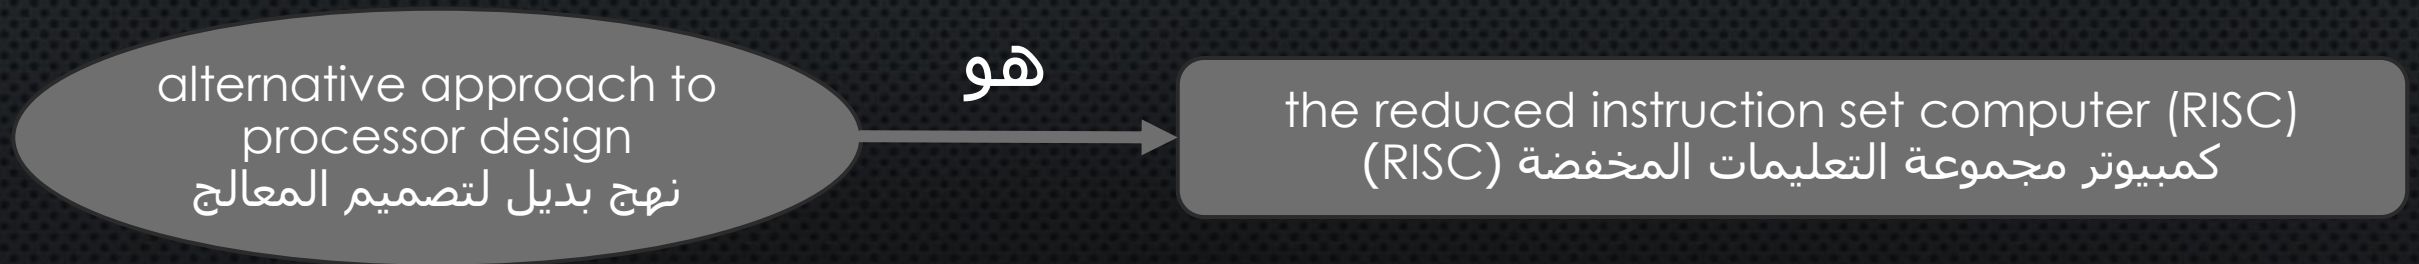 alternative approach to
processor design
نهج بديل لتصميم المعالج
هو
the reduced instruction set computer (RISC)
كمبيوتر مجموعة التعليمات المخفضة (RISC)